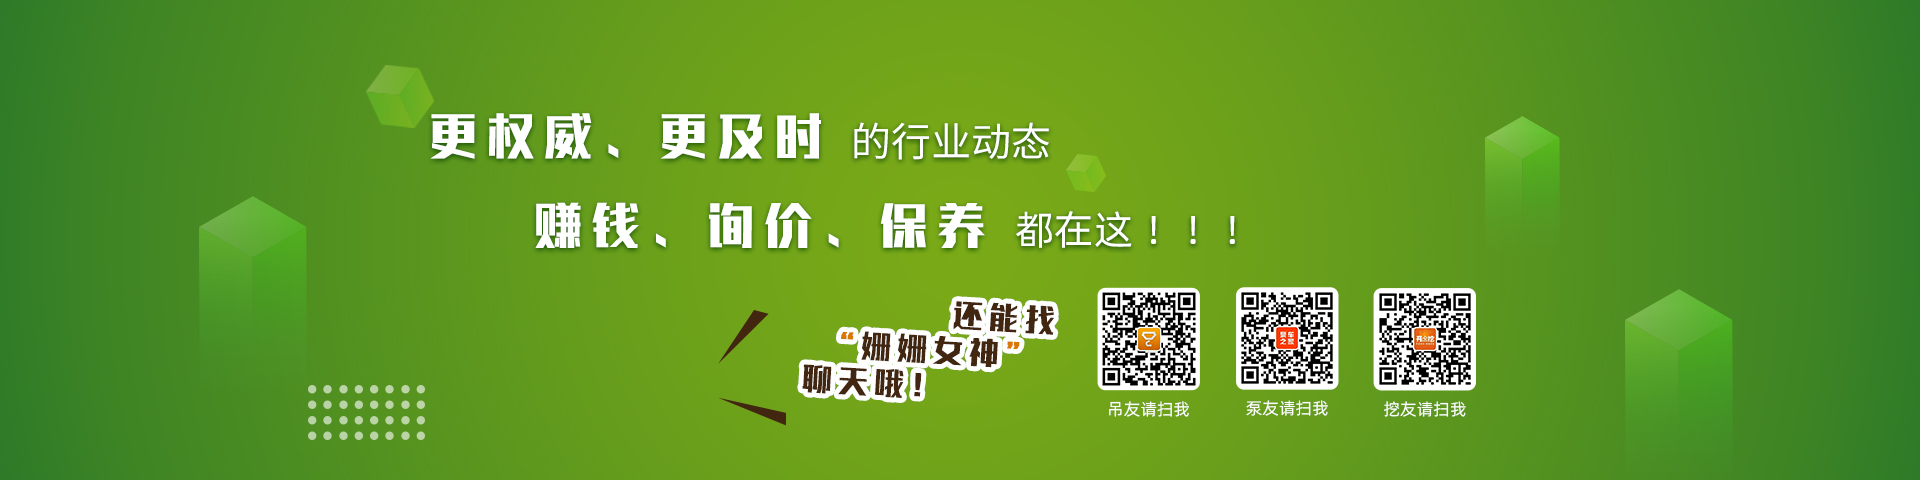 更权威、更及时 的行业动态
赚钱、询价、保养 都在这！！！
还能找
“姗姗女神”
聊天哦！
吊友请扫我
泵友请扫我
挖友请扫我